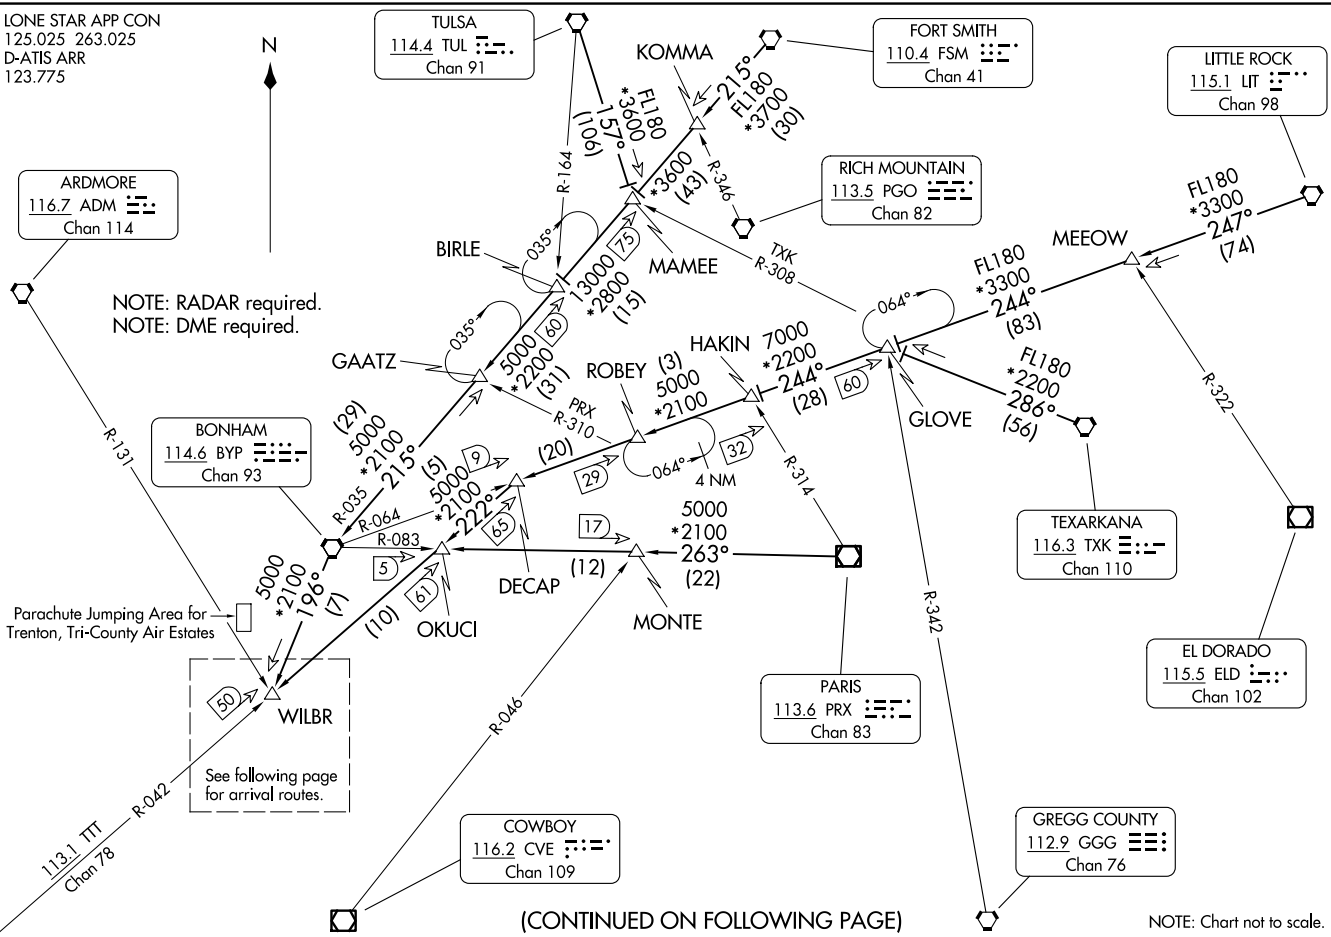 LONE STAR APP CON
125.025 263.025
D-ATIS ARR
123.775
N
TULSA
114.4 TUL
Chan 91
KOMMA
FORT SMITH
110.4 FSM
Chan 41
LITTLE ROCK
115.1 LIT
Chan 98
FL180
*3600
157°
(106)
215°
FL180
*3700
(30)
R-164
*3600
(43)
R-346
RICH MOUNTAIN
113.5 PGO
Chan 82
ARDMORE
116.7 ADM
Chan 114
FL180
*3300
247°
(74)
MEEOW
BIRLE
035°
75
MAMEE
TXK
R-308
FL180
*3300
244°
(83)
NOTE: RADAR required.
NOTE: DME required.
13000
*2800
(15)
60
064°
035°
GAATZ
5000
*2200
(31)
ROBEY
(3)
5000
*2100
HAKIN
7000
*2200
244°
(28)
60
GLOVE
FL180
*2200
286°
(56)
R-322
PRX
R-310
(29)
5000
*2100
215°
R-035
R-131
BONHAM
114.6 BYP
Chan 93
(5)
5000
*2100
222°
9
(20)
29
064°
4 NM
32
R-314
R-064
R-083
65
17
5000
*2100
263°
(22)
TEXARKANA
116.3 TXK
Chan 110
5
61
(12)
DECAP
OKUCI
MONTE
5000
*2100
196°
(7)
(10)
Parachute Jumping Area for
Trenton, Tri-County Air Estates
R-342
EL DORADO
115.5 ELD
Chan 102
50
WILBR
PARIS
113.6 PRX
Chan 83
R-046
See following page
for arrival routes.
R-042
113.1 TTT
Chan 78
COWBOY
116.2 CVE
Chan 109
GREGG COUNTY
112.9 GGG
Chan 76
(CONTINUED ON FOLLOWING PAGE)
NOTE: Chart not to scale.